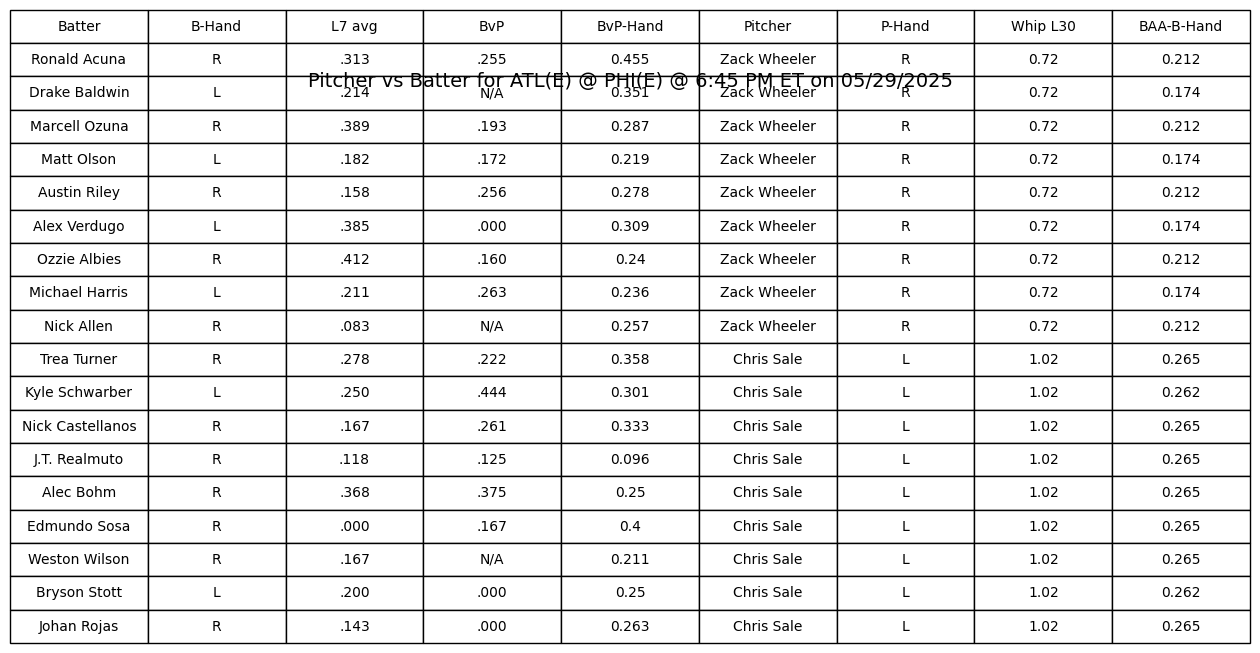 Batter B-Hand L7 avg BvP BvP-Hand Pitcher P-Hand Whip L30 BAA-B-Hand
Ronald Acuna R .313 .255 0.455 Zack Wheeler R 0.72 0.212
Pitcher vs Batter for ATL(E) @ PHI(E) @ 6:45 PM ET on 05/29/2025
Drake Baldwin L .214 N/A 0.351 Zack Wheeler R 0.72 0.174
Marcell Ozuna R .389 .193 0.287 Zack Wheeler R 0.72 0.212
Matt Olson L .182 .172 0.219 Zack Wheeler R 0.72 0.174
Austin Riley R .158 .256 0.278 Zack Wheeler R 0.72 0.212
Alex Verdugo L .385 .000 0.309 Zack Wheeler R 0.72 0.174
Ozzie Albies R .412 .160 0.24 Zack Wheeler R 0.72 0.212
Michael Harris L .211 .263 0.236 Zack Wheeler R 0.72 0.174
Nick Allen R .083 N/A 0.257 Zack Wheeler R 0.72 0.212
Trea Turner R .278 .222 0.358 Chris Sale L 1.02 0.265
Kyle Schwarber L .250 .444 0.301 Chris Sale L 1.02 0.262
Nick Castellanos R .167 .261 0.333 Chris Sale L 1.02 0.265
J.T. Realmuto R .118 .125 0.096 Chris Sale L 1.02 0.265
Alec Bohm R .368 .375 0.25 Chris Sale L 1.02 0.265
Edmundo Sosa R .000 .167 0.4 Chris Sale L 1.02 0.265
Weston Wilson R .167 N/A 0.211 Chris Sale L 1.02 0.265
Bryson Stott L .200 .000 0.25 Chris Sale L 1.02 0.262
Johan Rojas R .143 .000 0.263 Chris Sale L 1.02 0.265